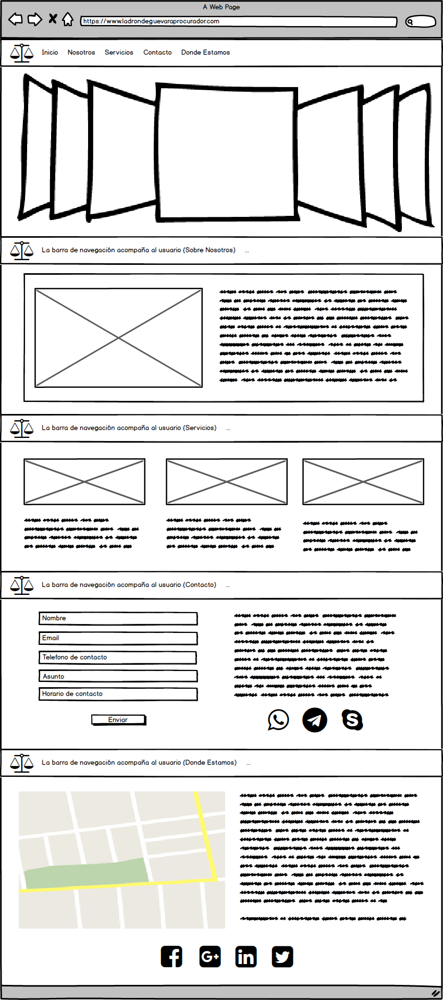 A Web Page
https://www.ladrondeguevaraprocurador.com
Inicio Nosotros Servicios Contacto Donde Estamos
La barra de navegación acompaña al usuario (Sobre Nosotros) ...
La barra de navegación acompaña al usuario (Servicios) ...
La barra de navegación acompaña al usuario (Contacto) ...
Nombre
Email
Telefono de contacto
Asunto
Horario de contacto
Enviar
La barra de navegación acompaña al usuario (Donde Estamos) ...